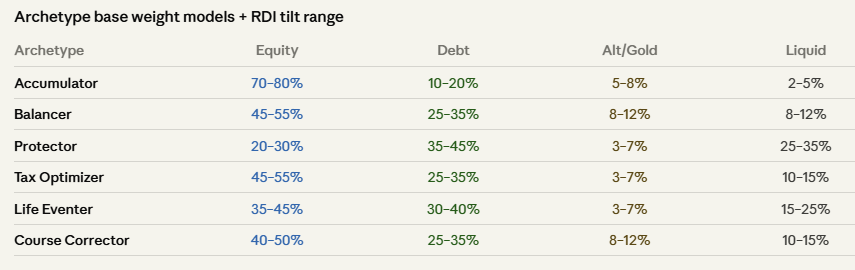 Archetype base weight models + RDI tilt range
Archetype Equity Debt Alt/Gold Liquid
Accumulator 70–80% 10–20% 5–8% 2–5%
Balancer 45–55% 25–35% 8–12% 8–12%
Protector 20–30% 35–45% 3–7% 25–35%
Tax Optimizer 45–55% 25–35% 3–7% 10–15%
Life Eventer 35–45% 30–40% 3–7% 15–25%
Course Corrector 40–50% 25–35% 8–12% 10–15%